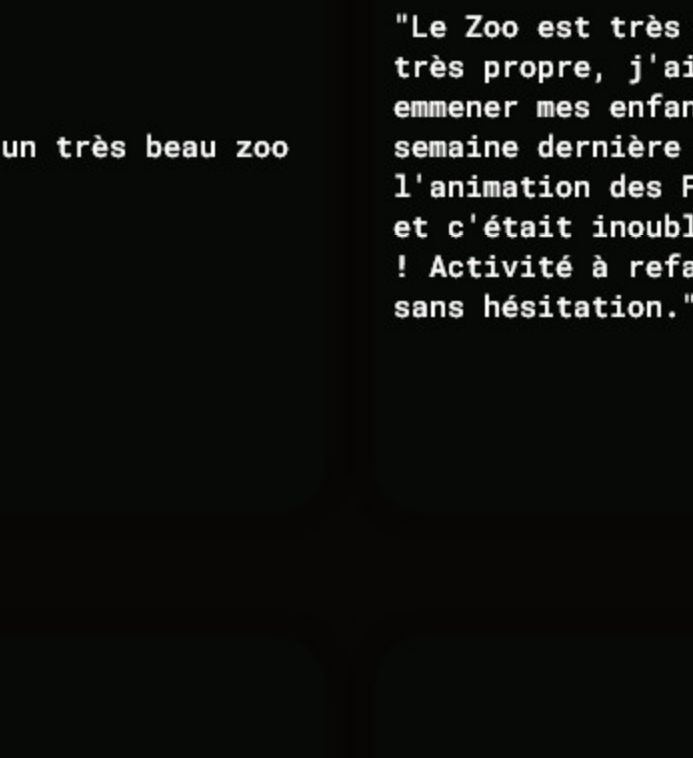 un très beau zoo
"Le Zoo est très
très propre, j'ai
emmener mes enfan
semaine dernière
l'animation des
et c'était inoubl
! Activité à refa
sans hésitation."